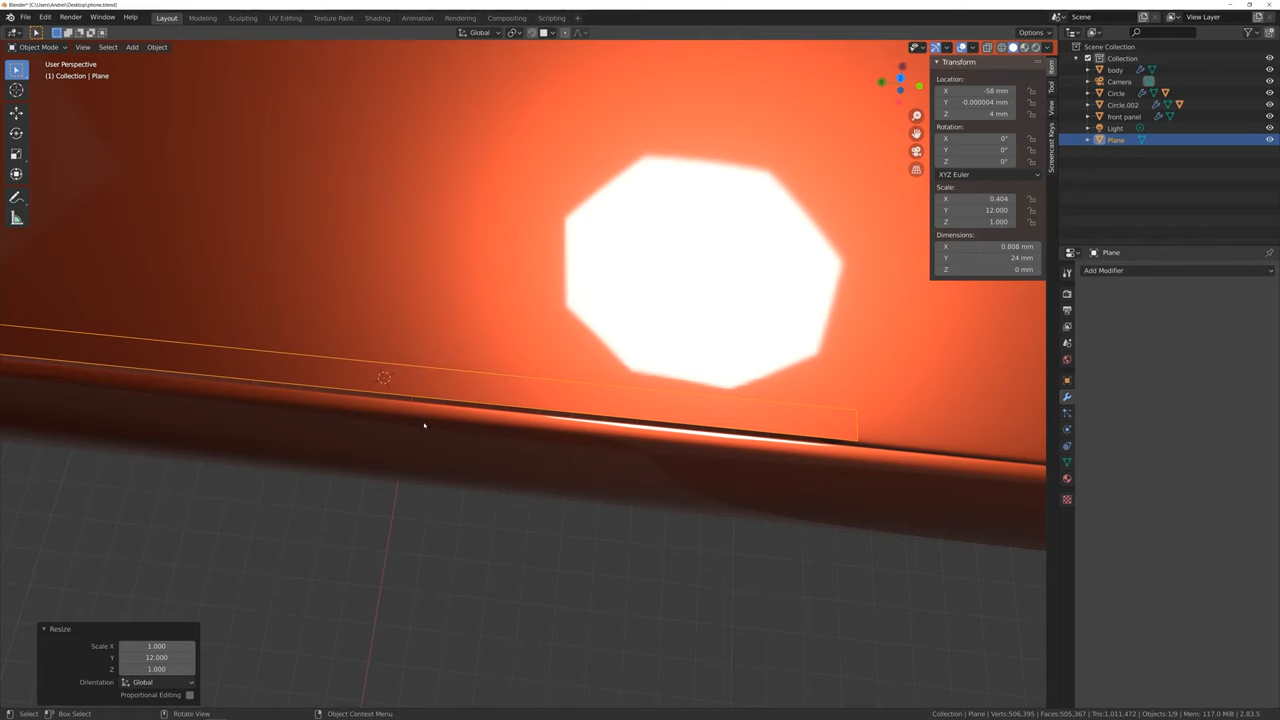 Blender* [C:\Users\Andrei\Desktop\phone.blend]
File Edit Render Window Help Layout Modeling Sculpting UV Editing Texture Paint Shading Animation Rendering Compositing Scripting + Scene View Layer
Global Options
Object Mode View Select Add Object
User Perspective
(1) Collection | Plane
Transform
Location:
X -58 mm
Y -0.000004 mm
Z 4 mm
Rotation:
X 0°
Y 0°
Z 0°
XYZ Euler
Scale:
X 0.404
Y 12.000
Z 1.000
Dimensions:
X 0.808 mm
Y 24 mm
Z 0 mm
Item
Tool
View
Screencast Keys
Scene Collection
Collection
body
Camera
Circle
Circle.002
front panel
Light
Plane
Plane
Add Modifier
Resize
Scale X 1.000
Y 12.000
Z 1.000
Orientation Global
Proportional Editing
Select Box Select Rotate View Object Context Menu Collection | Plane | Verts:506,395 | Faces:505,367 | Tris:1,011,472 | Objects:1/9 | Mem: 117.0 MiB | 2.83.5